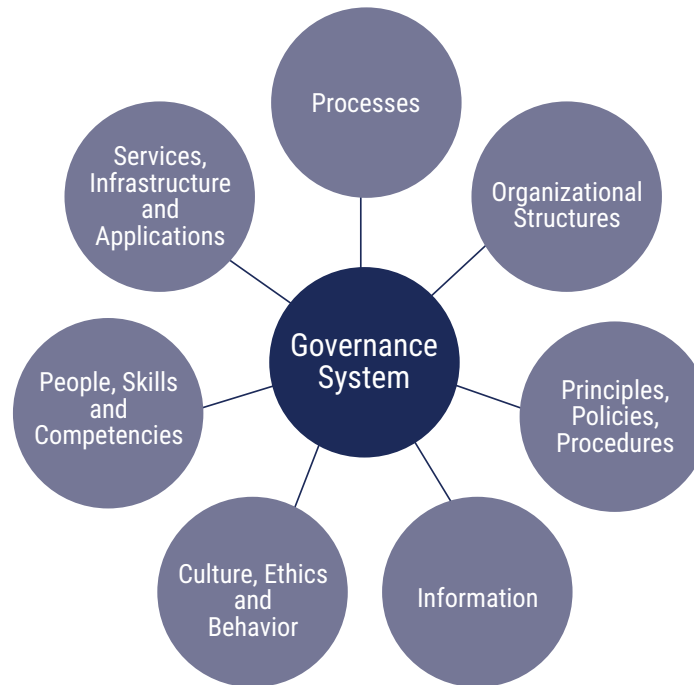 Processes
Services,
Infrastructure
and
Applications
Organizational
Structures
Governance
System
People, Skills
and
Competencies
Principles,
Policies,
Procedures
Culture, Ethics
and
Behavior
Information